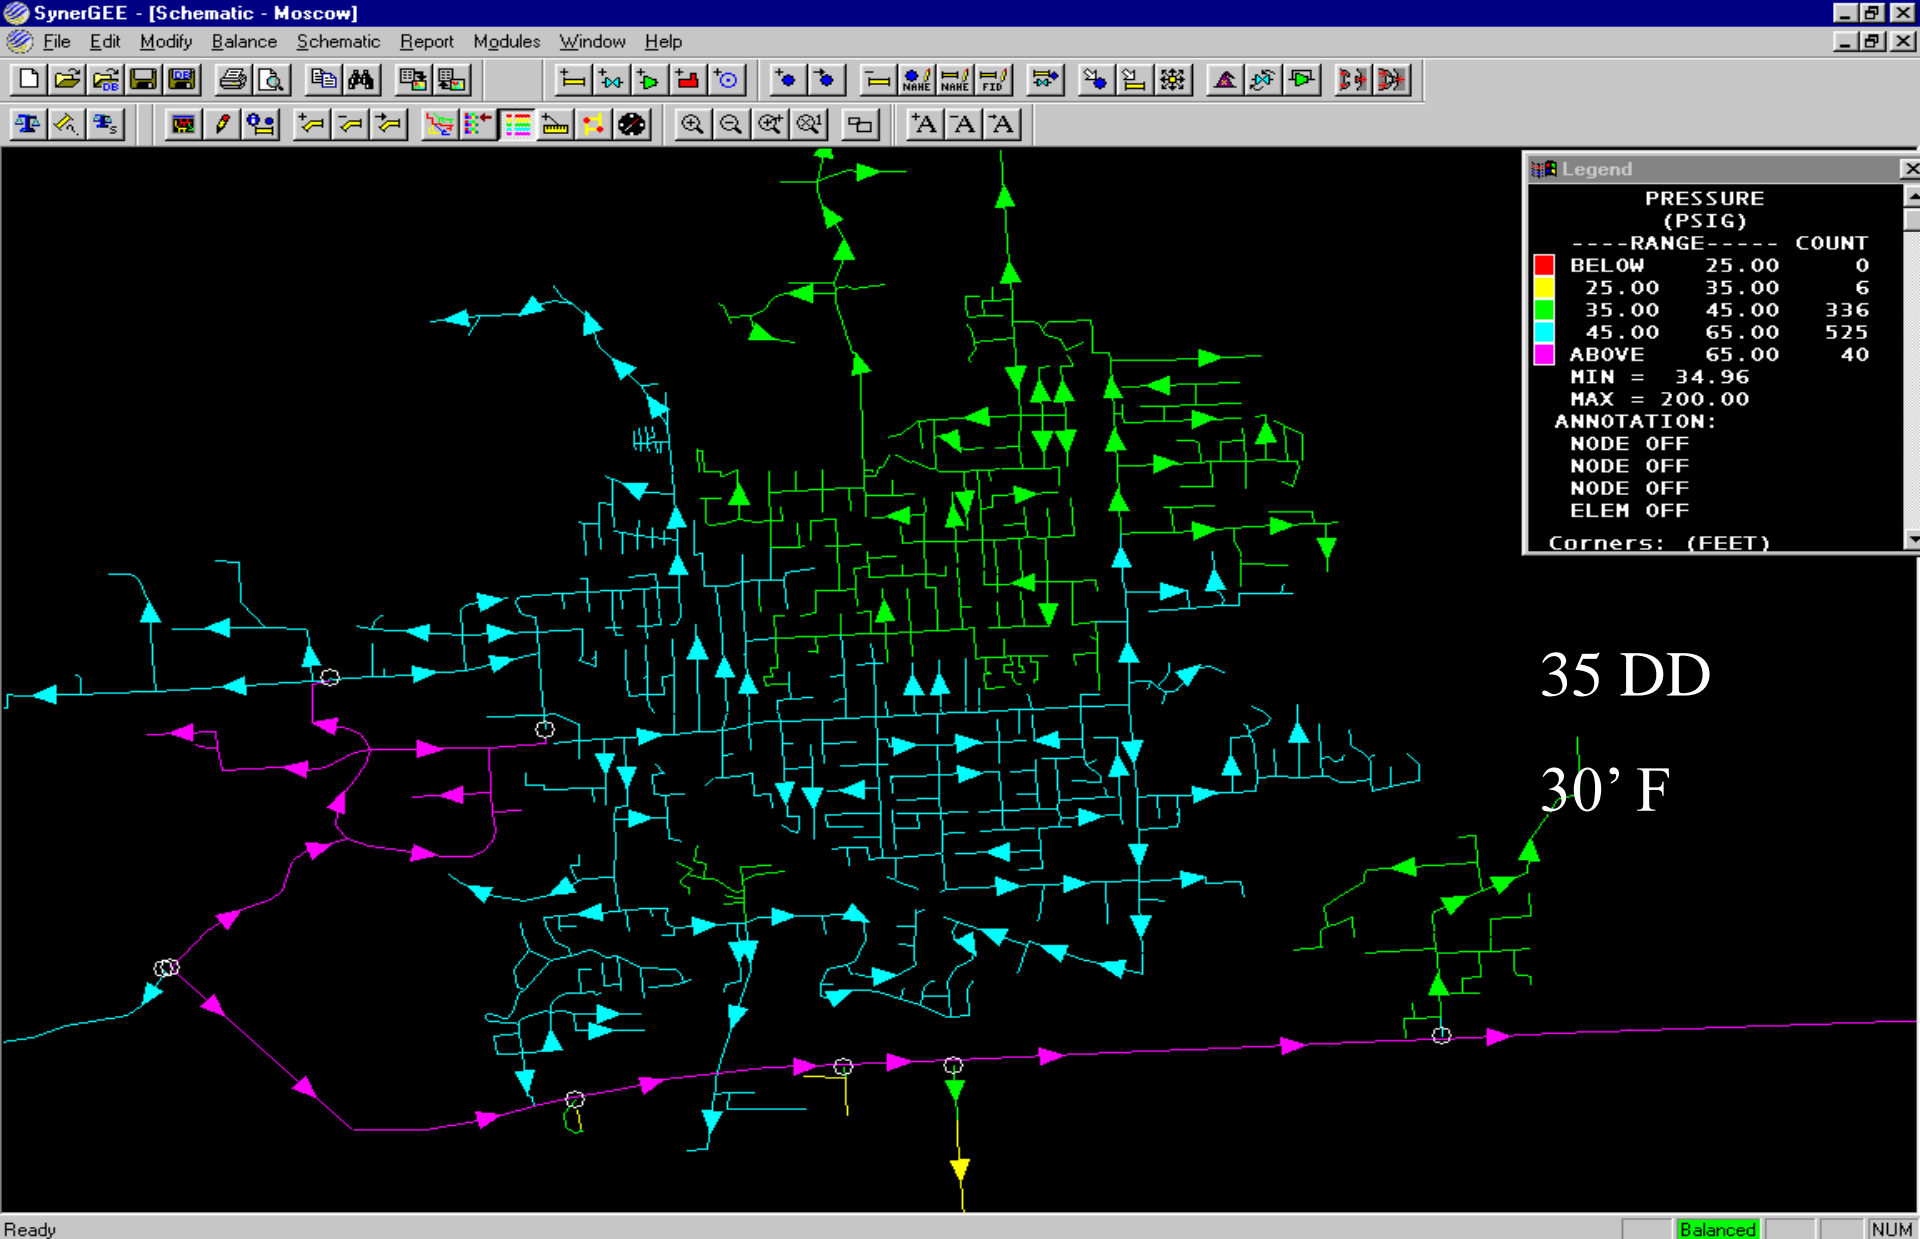 SynerGEE - [Schematic - Moscow]
File Edit Modify Balance Schematic Report Modules Window Help
DB DB NAME NAME FID
S 1 +A -A A
Legend
PRESSURE
(PSIG)
----RANGE----- COUNT
BELOW 25.00 0
25.00 35.00 6
35.00 45.00 336
45.00 65.00 525
ABOVE 65.00 40
MIN = 34.96
MAX = 200.00
ANNOTATION:
NODE OFF
NODE OFF
NODE OFF
ELEM OFF
Corners: (FEET)
35 DD
30’ F
Ready Balanced NUM